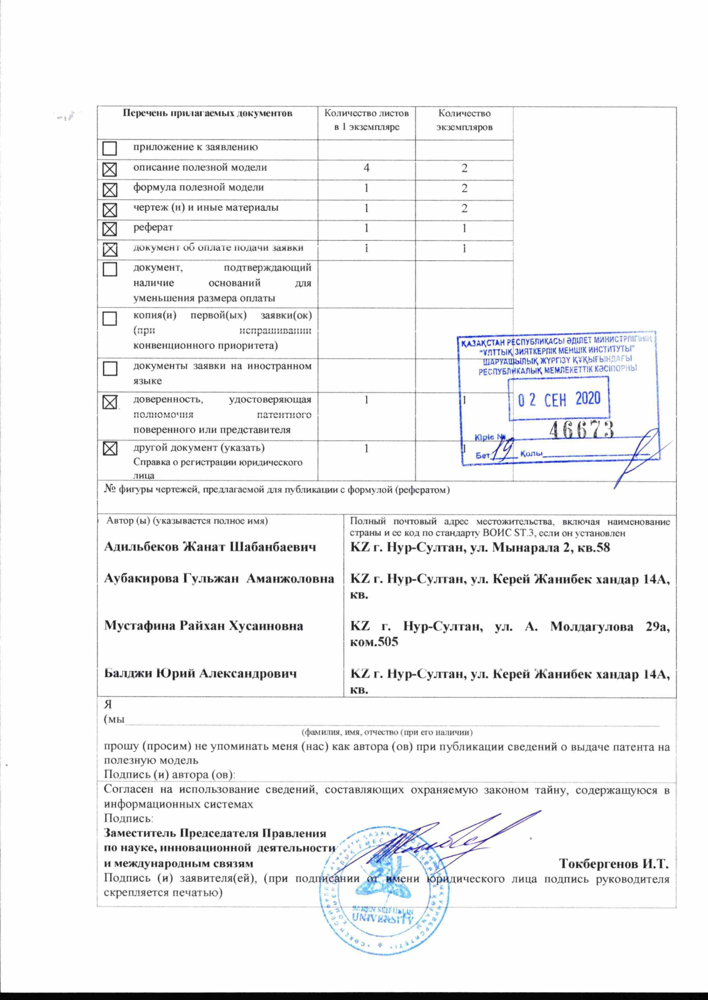 Перечень прилагаемых документов
Количество листов
в 1 экземпляре
Количество
экземпляров
приложение к заявлению
описание полезной модели 4 2
формула полезной модели 1 2
чертеж (и) и иные материалы 1 2
реферат 1 1
документ об оплате подачи заявки 1 1
документ, подтверждающий
наличие оснований для
уменьшения размера оплаты
копия(и) первой(ых) заявки(ок)
(при испрашивании
конвенционного приоритета)
документы заявки на иностранном
языке
доверенность, удостоверяющая 1 1
полномочия патентного
поверенного или представителя
другой документ (указать) 1 1
Справка о регистрации юридического
лица
ҚАЗАҚСТАН РЕСПУБЛИКАСЫ ӘДІЛЕТ МИНИСТРЛІГІНІҢ
"ҰЛТТЫҚ ЗИЯТКЕРЛІК МЕНШІК ИНСТИТУТЫ"
ШАРУАШЫЛЫҚ ЖҮРГІЗУ ҚҰҚЫҒЫНДАҒЫ
РЕСПУБЛИКАЛЫҚ МЕМЛЕКЕТТІК КӘСІПОРНЫ
02 СЕН 2020
Кіріс № 46673
Бет 19 Қолы
№ фигуры чертежей, предлагаемой для публикации с формулой (рефератом)
Автор (ы) (указывается полное имя)
Полный почтовый адрес местожительства, включая наименование
страны и ее код по стандарту ВОИС ST.3, если он установлен
Адильбеков Жанат Шабанбаевич
KZ г. Нур-Султан, ул. Мынарала 2, кв.58
Аубакирова Гульжан Аманжоловна
KZ г. Нур-Султан, ул. Керей Жанибек хандар 14А,
кв.
Мустафина Райхан Хусаиновна
KZ г. Нур-Султан, ул. А. Молдагулова 29а,
ком.505
Балджи Юрий Александрович
KZ г. Нур-Султан, ул. Керей Жанибек хандар 14А,
кв.
Я
(мы
(фамилия, имя, отчество (при его наличии)
прошу (просим) не упоминать меня (нас) как автора (ов) при публикации сведений о выдаче патента на
полезную модель
Подпись (и) автора (ов):
Согласен на использование сведений, составляющих охраняемую законом тайну, содержащуюся в
информационных системах
Подпись:
Заместитель Председателя Правления
по науке, инновационной деятельности
и международным связям Токбергенов И.Т.
Подпись (и) заявителя(ей), (при подписании от имени юридического лица подпись руководителя
скрепляется печатью)
SAKEN SEIFULLIN
UNIVERSITY